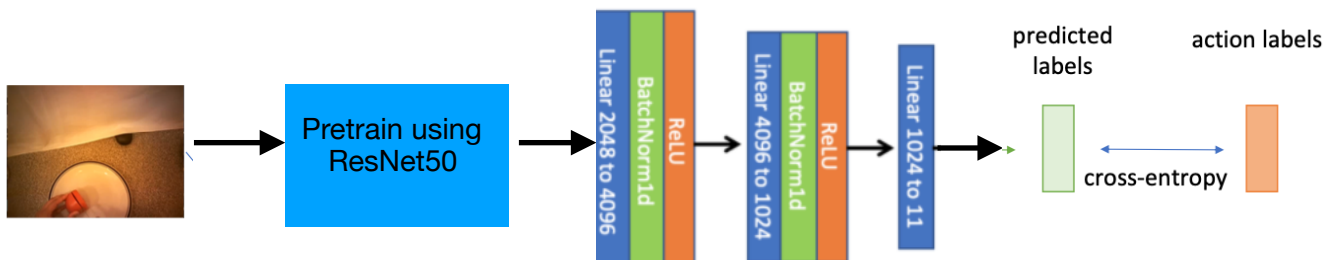 Pretrain using
ResNet50
Linear 2048 to 4096
BatchNorm1d
ReLU
Linear 4096 to 1024
BatchNorm1d
ReLU
Linear 1024 to 11
predicted
labels
action labels
cross-entropy